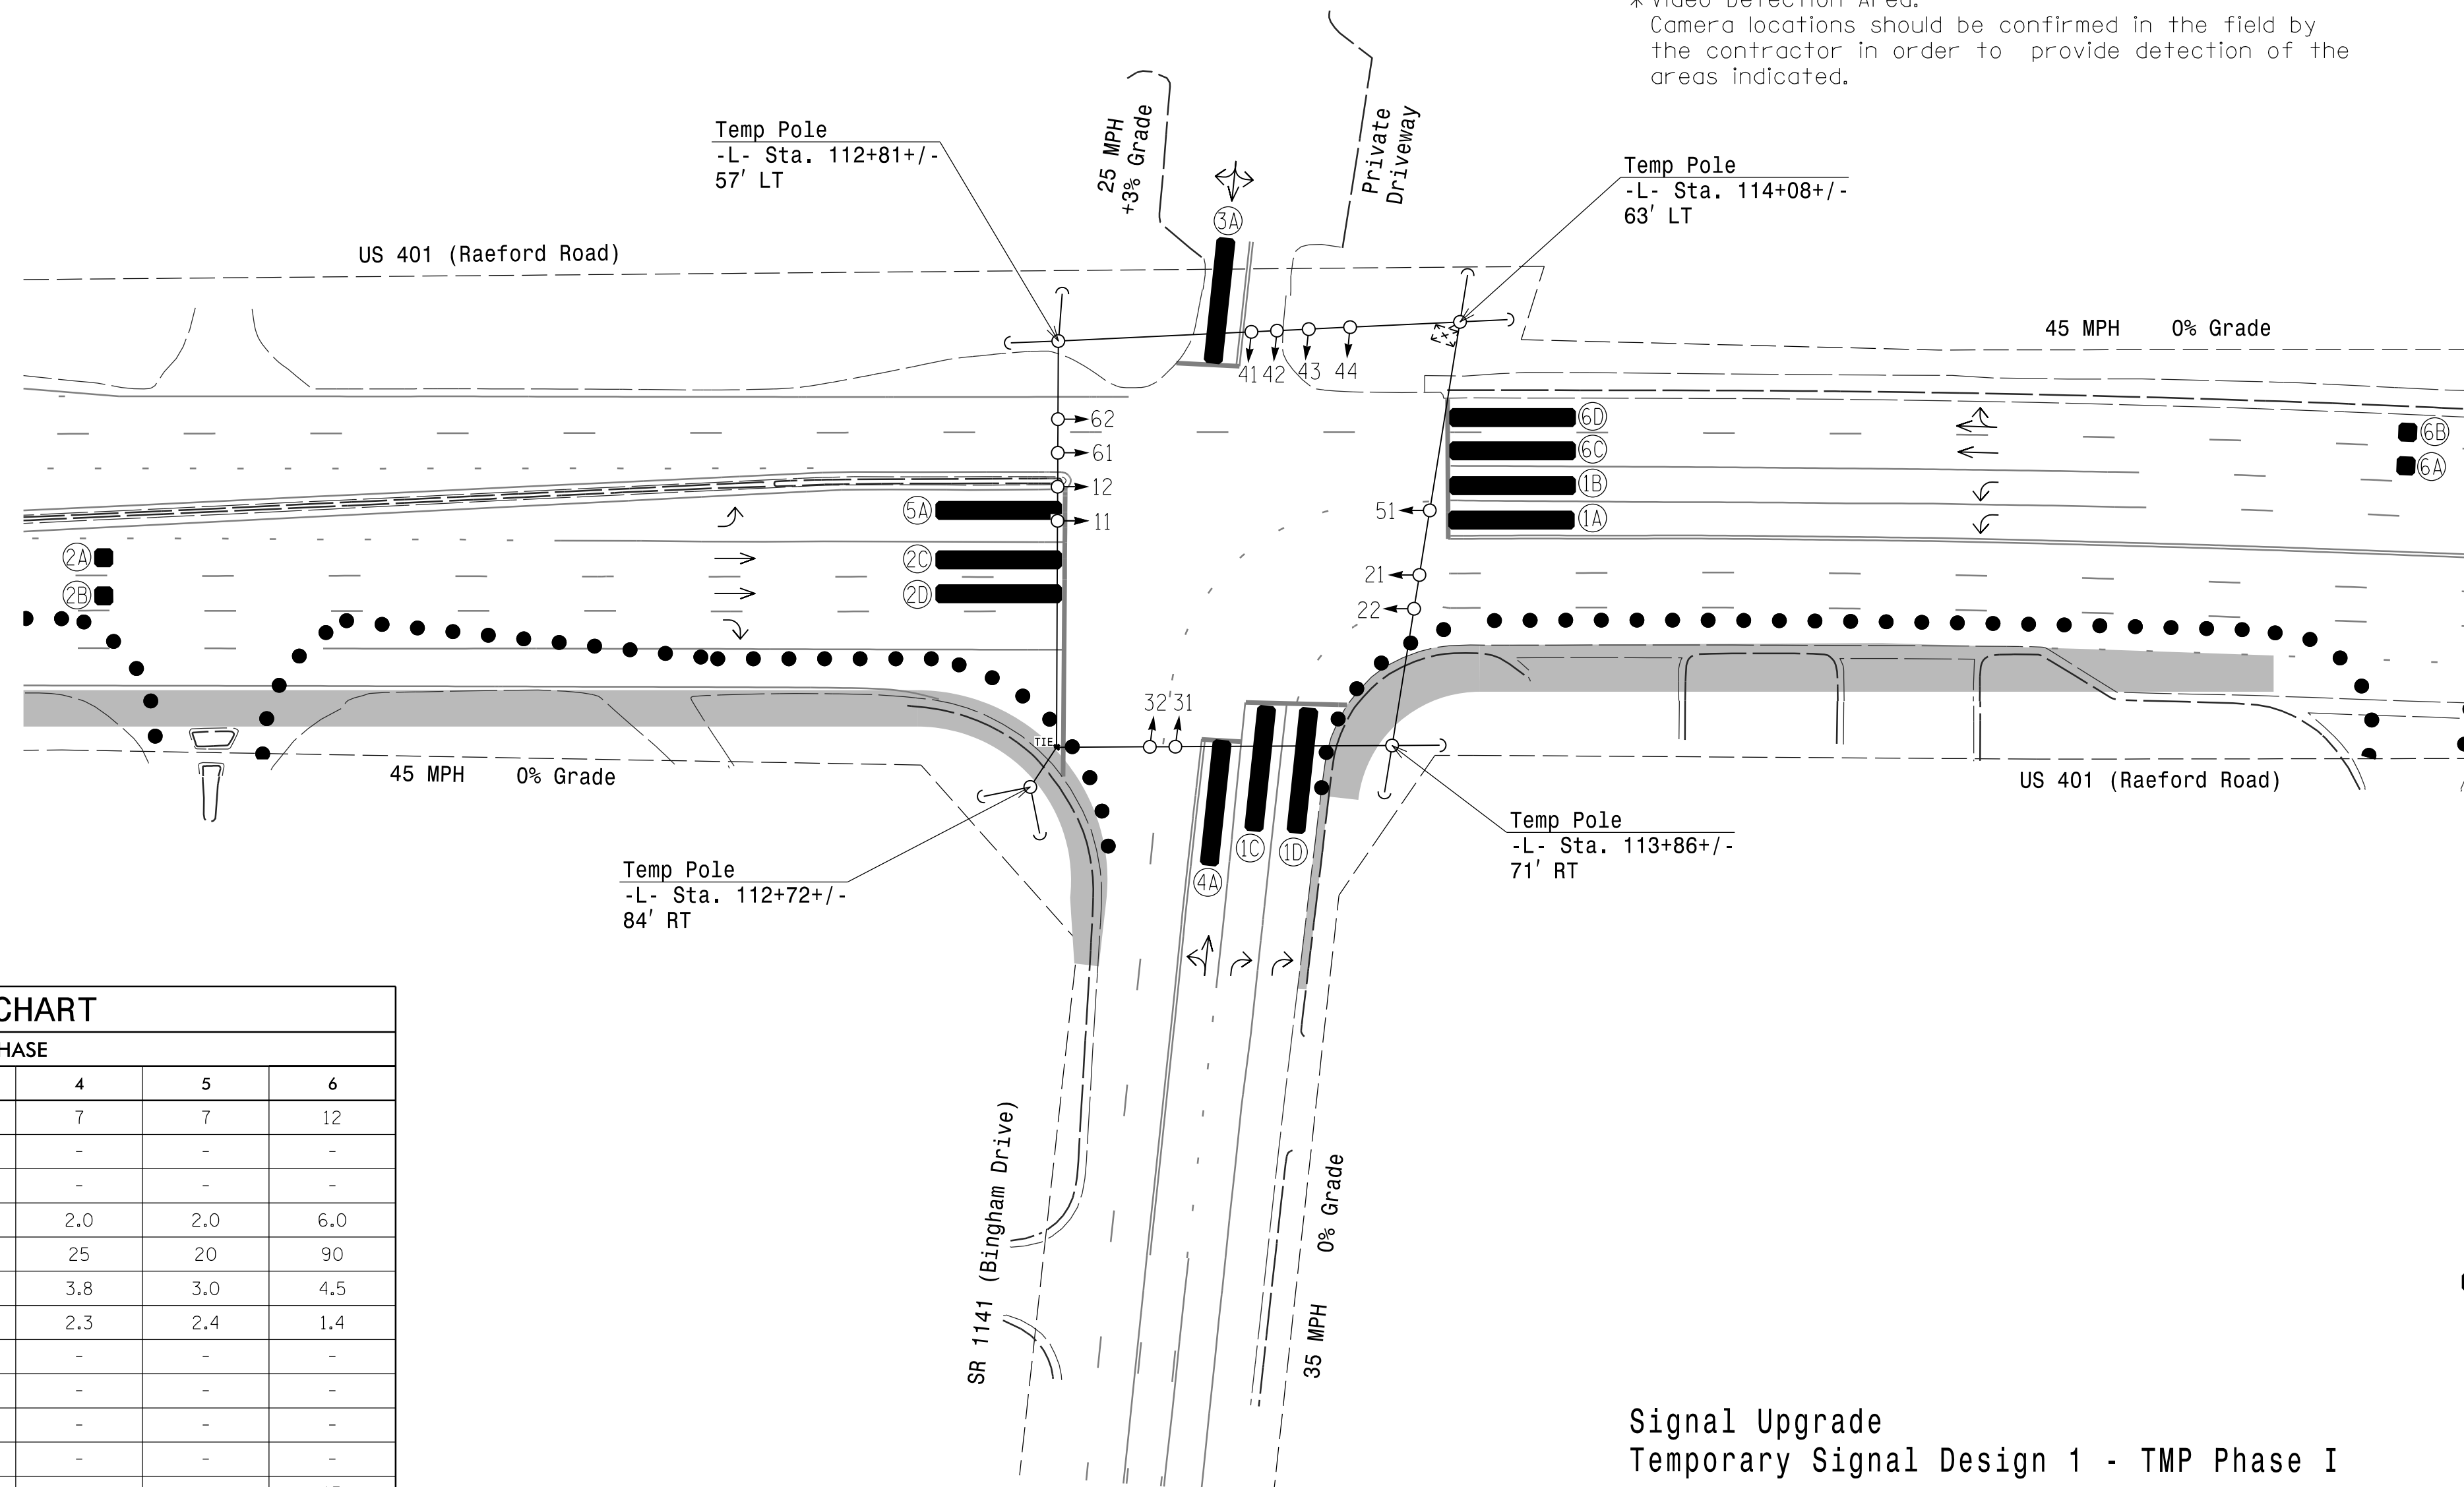 * Video Detection Area.
Camera locations should be confirmed in the field by
the contractor in order to provide detection of the
areas indicated.
Temp Pole
-L- Sta. 112+81+/-
57' LT
25 MPH
+3% Grade
Private
Driveway
Temp Pole
-L- Sta. 114+08+/-
63' LT
3A
US 401 (Raeford Road)
45 MPH 0% Grade
41 42 43 44
62
61
12
11
6D
6C
1B
1A
6B
6A
5A
2C
2D
2A
2B
51
21
22
32 31
TIE
45 MPH 0% Grade
US 401 (Raeford Road)
Temp Pole
-L- Sta. 113+86+/-
71' RT
1C
1D
4A
Temp Pole
-L- Sta. 112+72+/-
84' RT
SR 1141 (Bingham Drive)
35 MPH 0% Grade
CHART
HASE
4 5 6
7 7 12
- - -
- - -
2.0 2.0 6.0
25 20 90
3.8 3.0 4.5
2.3 2.4 1.4
- - -
- - -
- - -
- - -
Signal Upgrade
Temporary Signal Design 1 - TMP Phase I